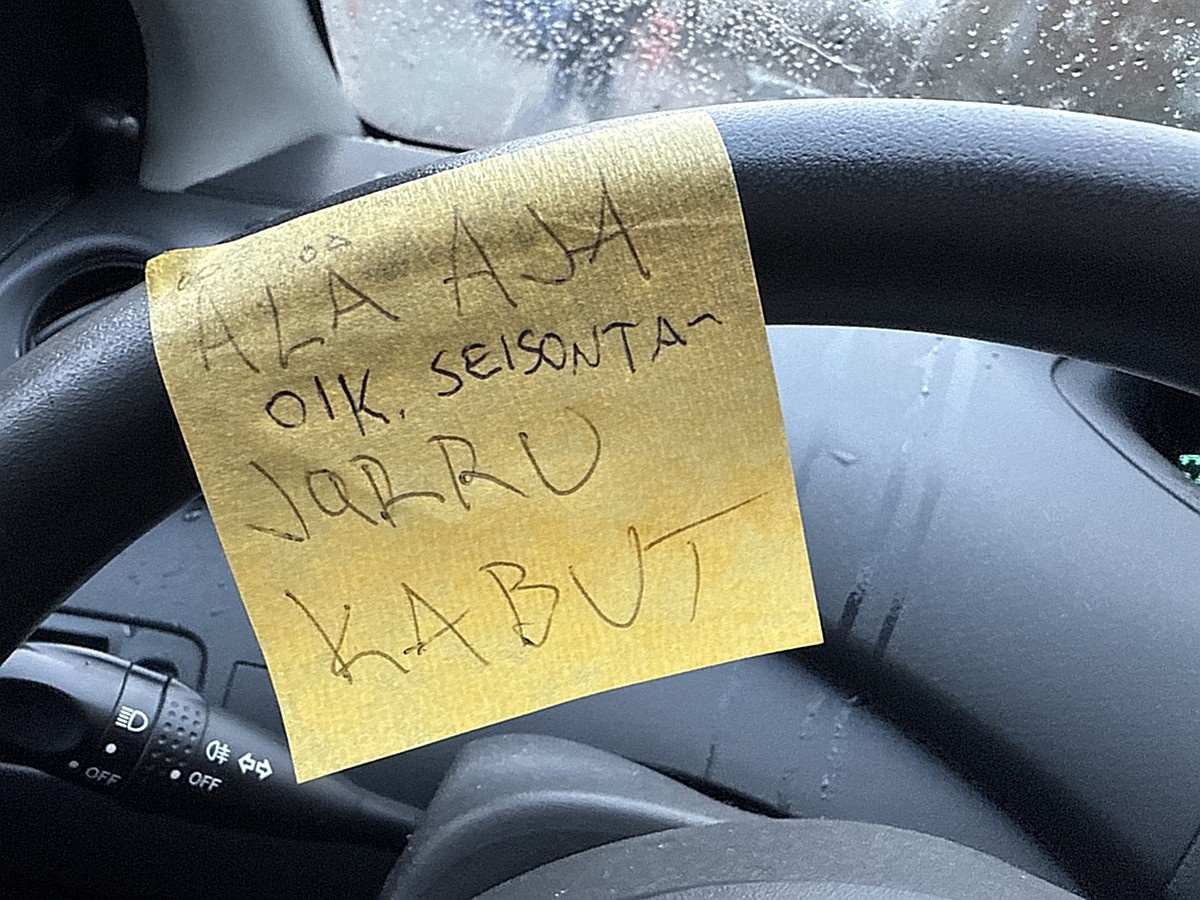 ÄLÄ AJA
OIK. SEISONTA-
JARRU
KABUT
OFF
OFF